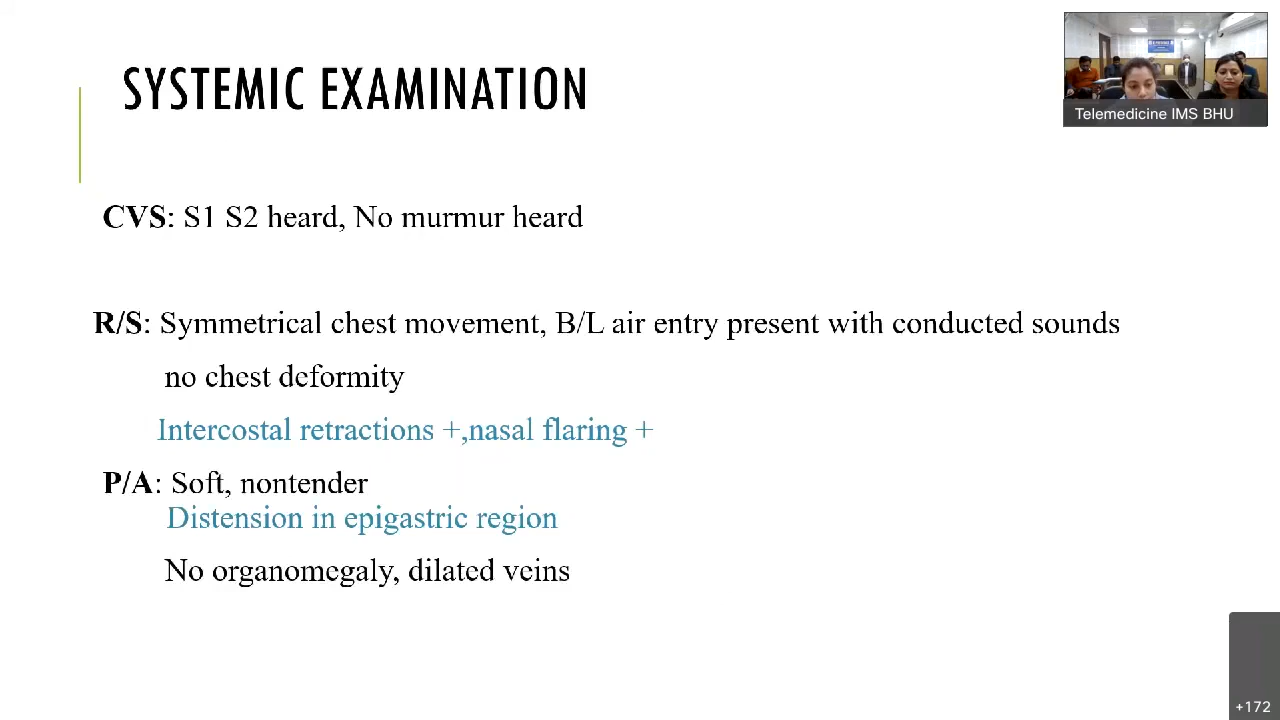 SYSTEMIC EXAMINATION
Telemedicine IMS BHU
CVS: S1 S2 heard, No murmur heard
R/S: Symmetrical chest movement, B/L air entry present with conducted sounds
no chest deformity
Intercostal retractions +,nasal flaring +
P/A: Soft, nontender
Distension in epigastric region
No organomegaly, dilated veins
+172